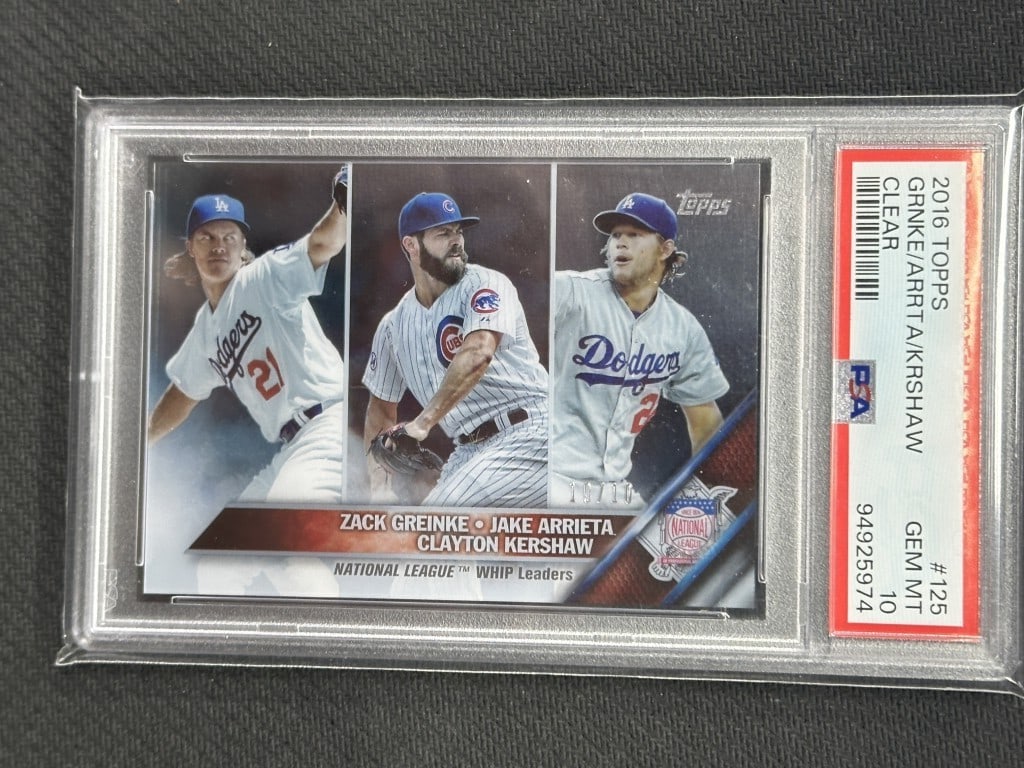 LA
Dodgers
21
C
CUBS
LA
Topps
Dodgers
2
10/10
ZACK GREINKE • JAKE ARRIETA
CLAYTON KERSHAW
NATIONAL LEAGUE™ WHIP Leaders
NATIONAL
LEAGUE
2016 TOPPS #125
GRNKE/ARRTA/KRSHAW GEM MT
CLEAR 10
PSA 94925974